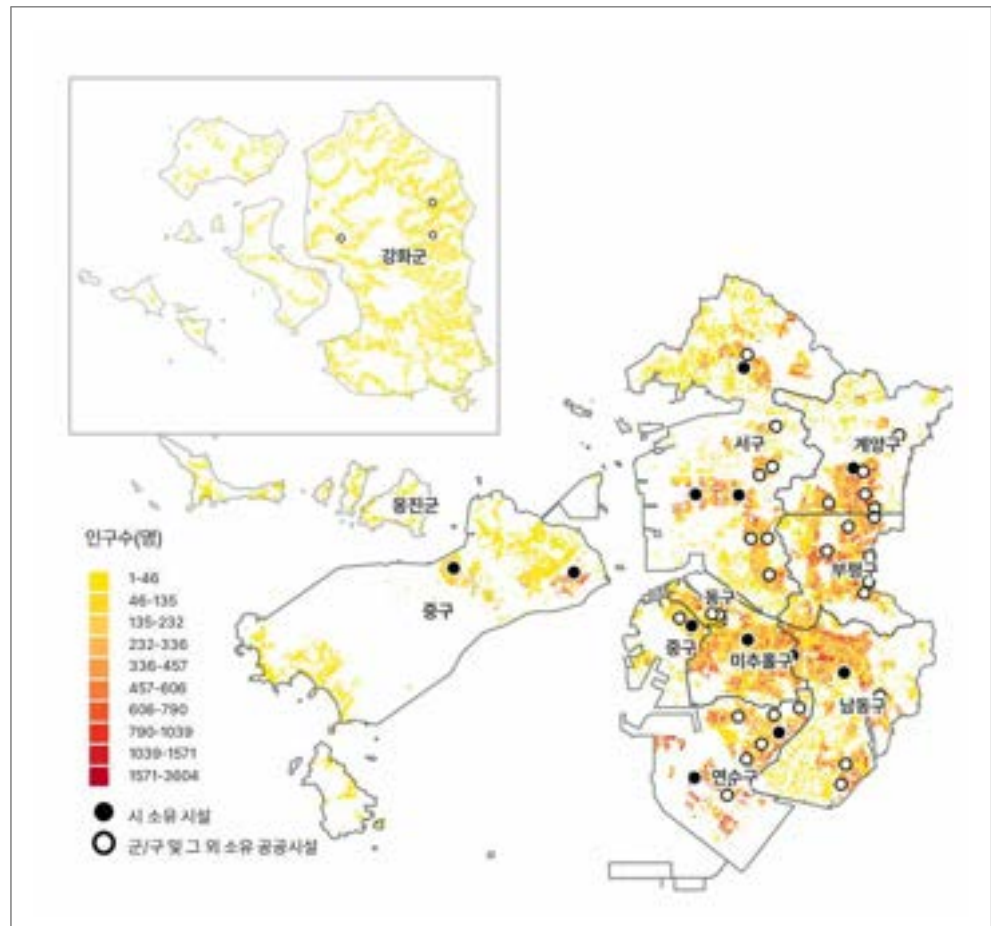 강화군
서구
계양구
옹진군
인구수(명)
부평구
중구
동구
중구
미추홀구
남동구
연수구
1-46
46-135
135-232
232-336
336-457
457-606
606-790
790-1039
1039-1571
1571-3604
시 소유 시설
군/구 및 그 외 소유 공공시설